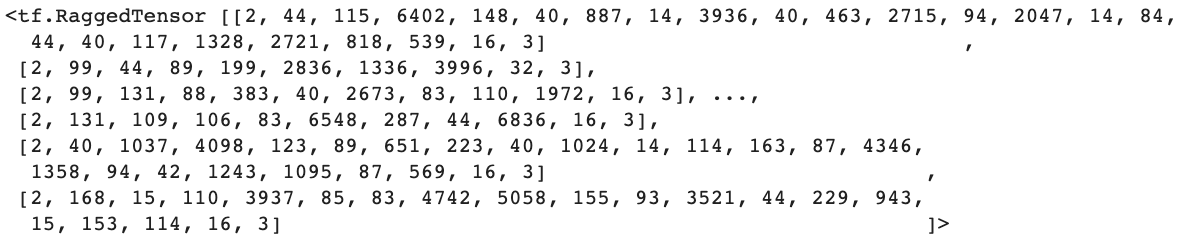 <tf.RaggedTensor [[2, 44, 115, 6402, 148, 40, 887, 14, 3936, 40, 463, 2715, 94, 2047, 14, 84,
44, 40, 117, 1328, 2721, 818, 539, 16, 3] ,
[2, 99, 44, 89, 199, 2836, 1336, 3996, 32, 3],
[2, 99, 131, 88, 383, 40, 2673, 83, 110, 1972, 16, 3], ...,
[2, 131, 109, 106, 83, 6548, 287, 44, 6836, 16, 3],
[2, 40, 1037, 4098, 123, 89, 651, 223, 40, 1024, 14, 114, 163, 87, 4346,
1358, 94, 42, 1243, 1095, 87, 569, 16, 3] ,
[2, 168, 15, 110, 3937, 85, 83, 4742, 5058, 155, 93, 3521, 44, 229, 943,
15, 153, 114, 16, 3] ]>